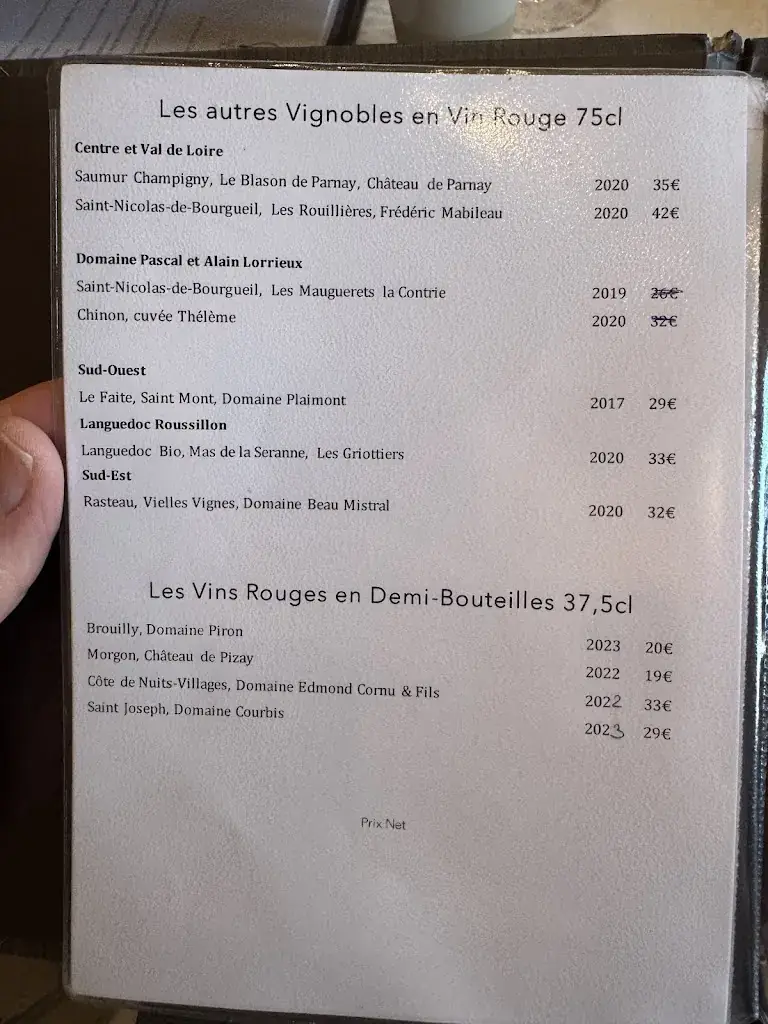 Les autres Vignobles en Vin Rouge 75cl
Centre et Val de Loire
Saumur Champigny, Le Blason de Parnay, Château de Parnay 2020 35€
Saint-Nicolas-de-Bourgueil, Les Rouillières, Frédéric Mabileau 2020 42€
Domaine Pascal et Alain Lorrieux
Saint-Nicolas-de-Bourgueil, Les Mauguerets la Contrie 2019 26€
Chinon, cuvée Thélème 2020 32€
Sud-Ouest
Le Faite, Saint Mont, Domaine Plaimont 2017 29€
Languedoc Roussillon
Languedoc Bio, Mas de la Seranne, Les Griottiers 2020 33€
Sud-Est
Rasteau, Vielles Vignes, Domaine Beau Mistral 2020 32€
Les Vins Rouges en Demi-Bouteilles 37,5cl
Brouilly, Domaine Piron 2023 20€
Morgon, Château de Pizay 2022 19€
Côte de Nuits-Villages, Domaine Edmond Cornu & Fils 2022 33€
Saint Joseph, Domaine Courbis 2023 29€
Prix Net